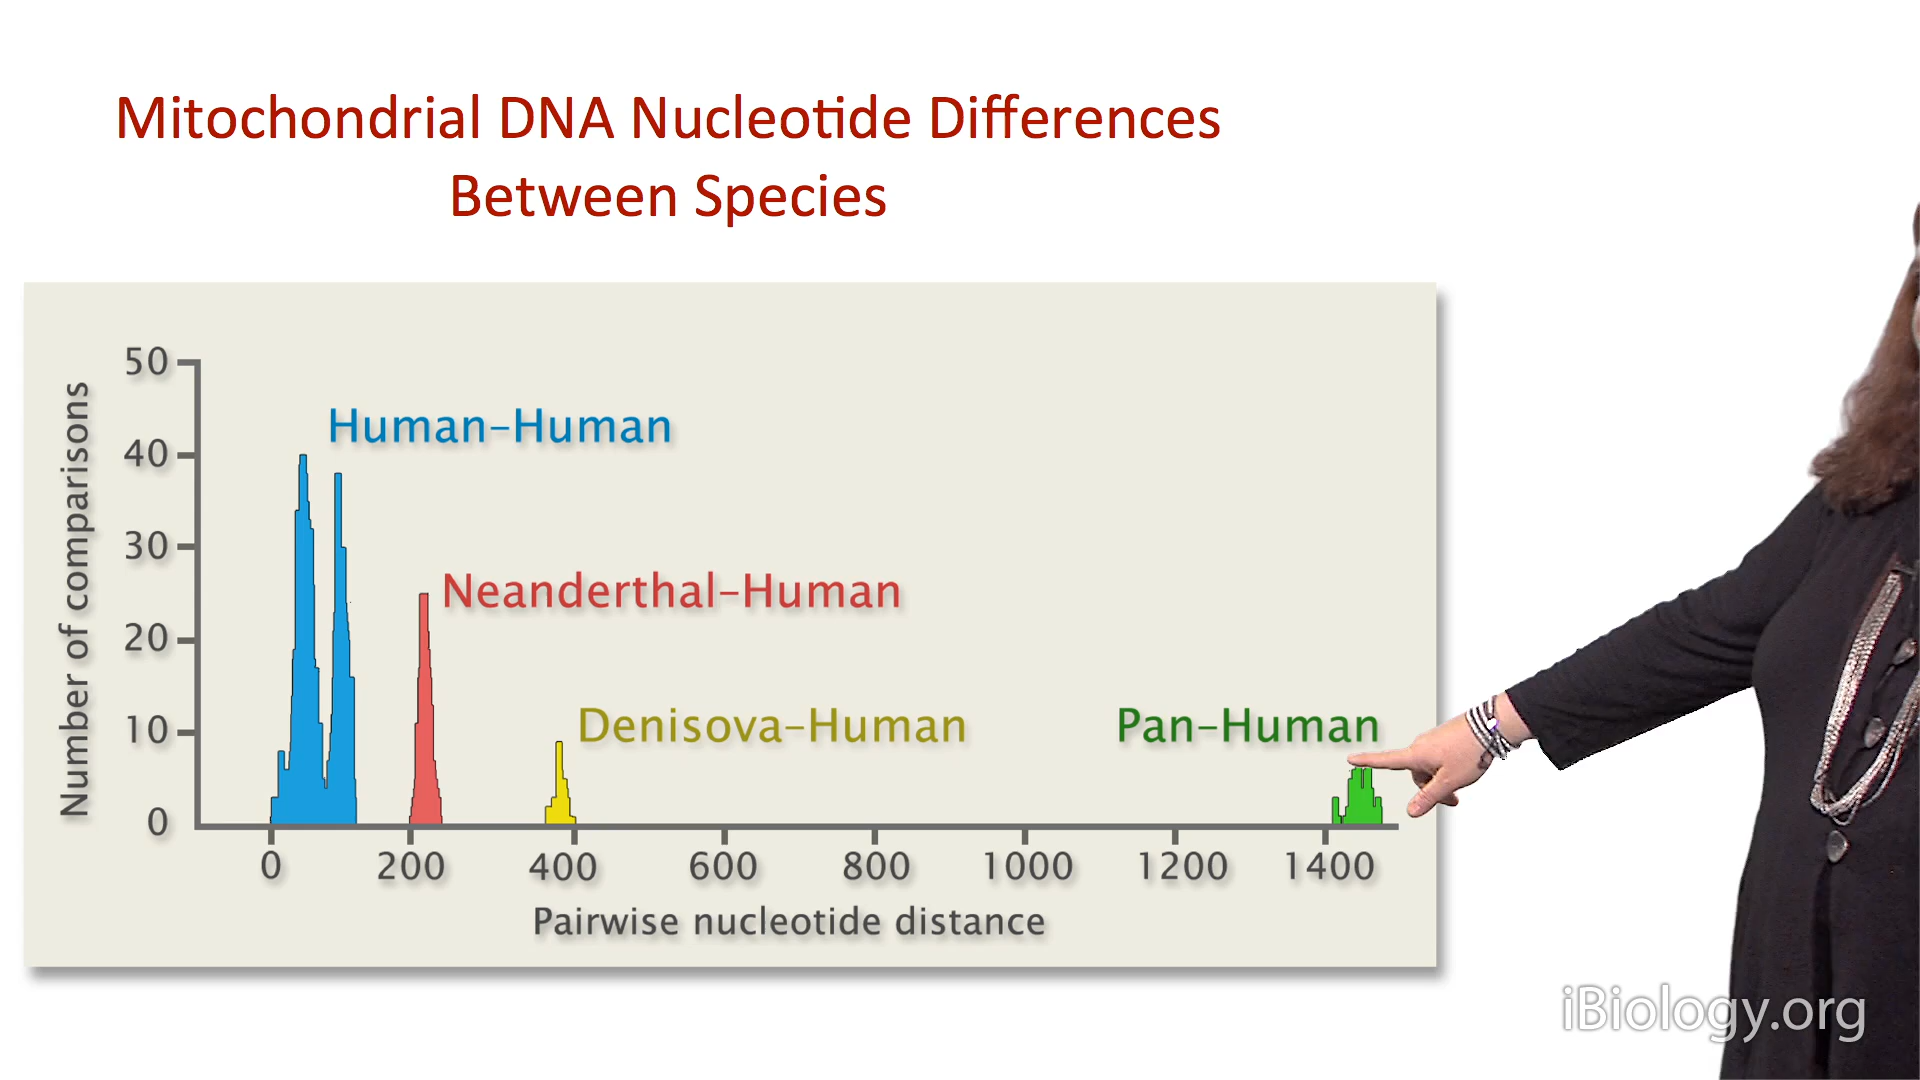 Mitochondrial DNA Nucleotide Differences
Between Species
Number of comparisons
50
40
30
20
10
0
Human–Human
Neanderthal–Human
Denisova–Human
Pan–Human
0 200 400 600 800 1000 1200 1400
Pairwise nucleotide distance
iBiology.org